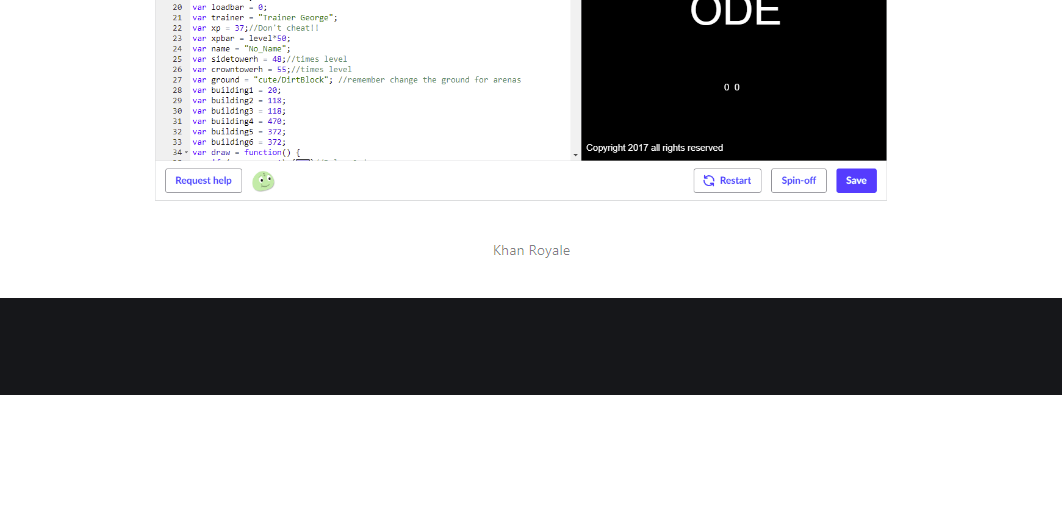 20 var loadbar = 0;
21 var trainer = "Trainer George";
22 var xp = 37;//Don't cheat!!
23 var xpbar = level*50;
24 var name = "No_Name";
25 var sidetowerh = 48;//times level
26 var crowntowerh = 55;//times level
27 var ground = "cute/DirtBlock"; //remember change the ground for arenas
28 var building1 = 20;
29 var building2 = 118;
30 var building3 = 118;
31 var building4 = 470;
32 var building5 = 372;
33 var building6 = 372;
34 var draw = function() {
ODE
0 0
Copyright 2017 all rights reserved
Request help
Restart
Spin-off
Save
Khan Royale